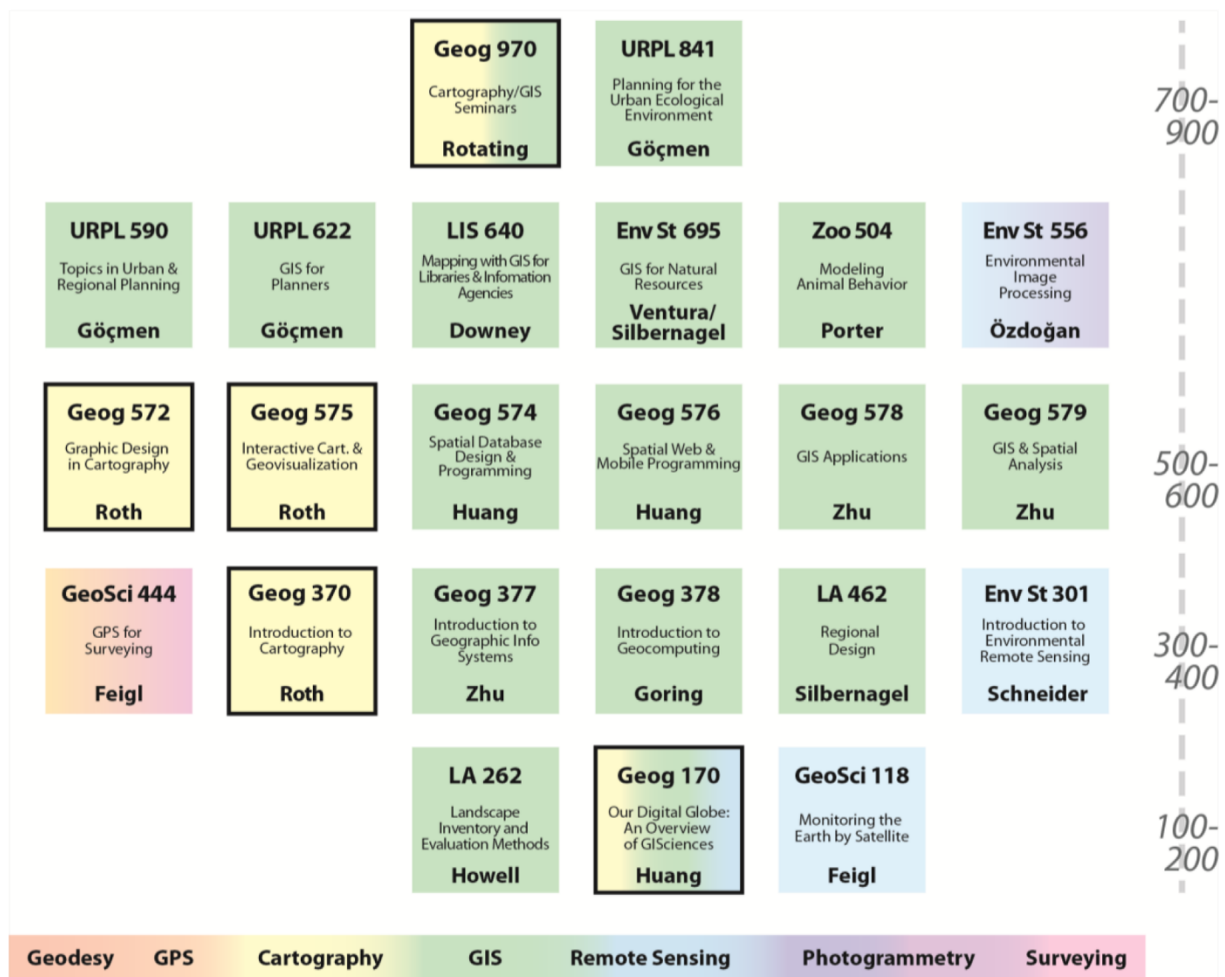 Geog 970
Cartography/GIS
Seminars
Rotating
URPL 841
Planning for the
Urban Ecological
Environment
Göçmen
700-
900
URPL 590
Topics in Urban &
Regional Planning
Göçmen
URPL 622
GIS for
Planners
Göçmen
LIS 640
Mapping with GIS for
Libraries & Infomation
Agencies
Downey
Env St 695
GIS for Natural
Resources
Ventura/
Silbernagel
Zoo 504
Modeling
Animal Behavior
Porter
Env St 556
Environmental
Image
Processing
Özdoğan
Geog 572
Graphic Design
in Cartography
Roth
Geog 575
Interactive Cart. &
Geovisualization
Roth
Geog 574
Spatial Database
Design &
Programming
Huang
Geog 576
Spatial Web &
Mobile Programming
Huang
Geog 578
GIS Applications
Zhu
Geog 579
GIS & Spatial
Analysis
Zhu
500-
600
GeoSci 444
GPS for
Surveying
Feigl
Geog 370
Introduction to
Cartography
Roth
Geog 377
Introduction to
Geographic Info
Systems
Zhu
Geog 378
Introduction to
Geocomputing
Goring
LA 462
Regional
Design
Silbernagel
Env St 301
Introduction to
Environmental
Remote Sensing
Schneider
300-
400
LA 262
Landscape
Inventory and
Evaluation Methods
Howell
Geog 170
Our Digital Globe:
An Overview
of GISciences
Huang
GeoSci 118
Monitoring the
Earth by Satellite
Feigl
100-
200
Geodesy GPS Cartography GIS Remote Sensing Photogrammetry Surveying